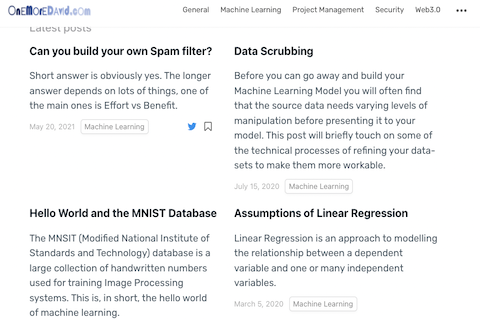 OneMoreDavid.com
General Machine Learning Project Management Security Web3.0 •••
Latest posts
Can you build your own Spam filter?
Short answer is obviously yes. The longer
answer depends on lots of things, one of
the main ones is Effort vs Benefit.
May 20, 2021 Machine Learning
Data Scrubbing
Before you can go away and build your
Machine Learning Model you will often find
that the source data needs varying levels of
manipulation before presenting it to your
model. This post will briefly touch on some of
the technical processes of refining your data-
sets to make them more workable.
July 15, 2020 Machine Learning
Hello World and the MNIST Database
The MNSIT (Modified National Institute of
Standards and Technology) database is a
large collection of handwritten numbers
used for training Image Processing
systems. This is, in short, the hello world
of machine learning.
Assumptions of Linear Regression
Linear Regression is an approach to modelling
the relationship between a dependent
variable and one or many independent
variables.
March 5, 2020 Machine Learning